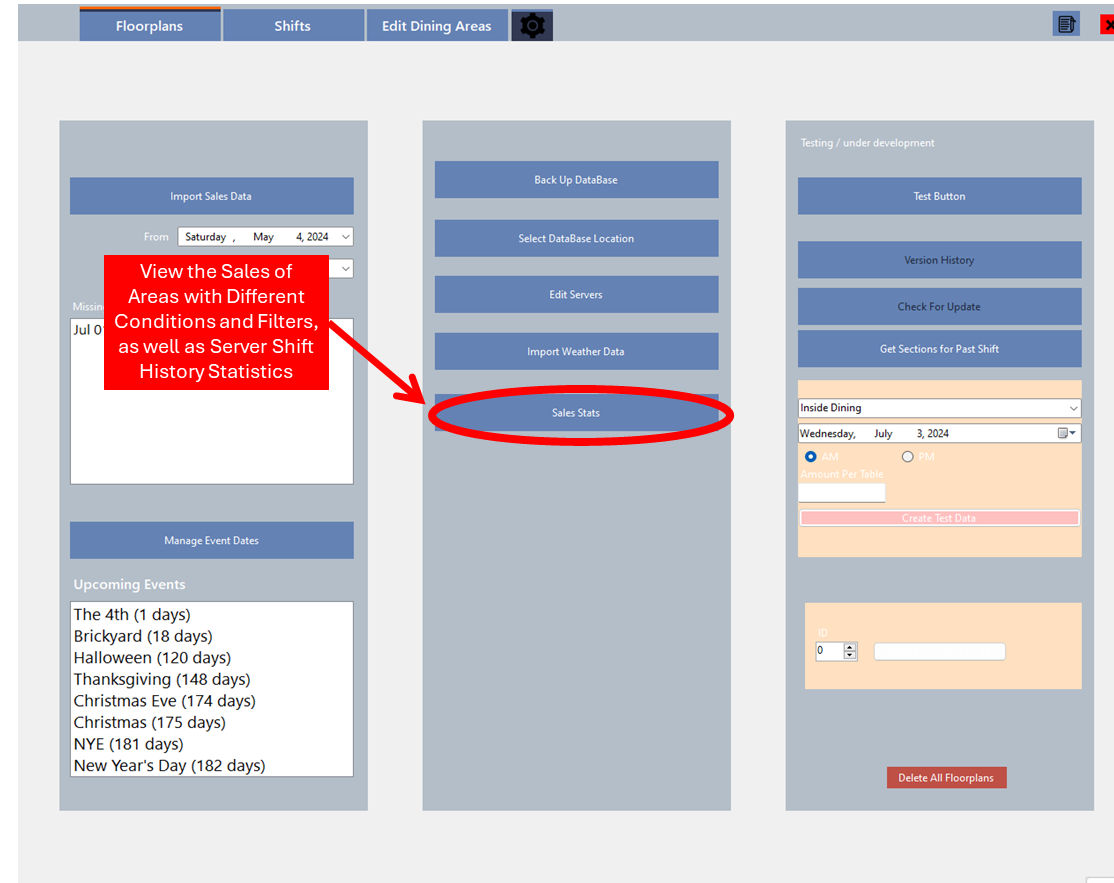 Floorplans
Shifts
Edit Dining Areas
Import Sales Data
From Saturday , May 4, 2024
View the Sales of
Areas with Different
Conditions and Filters,
as well as Server Shift
History Statistics
Jul
Manage Event Dates
Upcoming Events
The 4th (1 days)
Brickyard (18 days)
Halloween (120 days)
Thanksgiving (148 days)
Christmas Eve (174 days)
Christmas (175 days)
NYE (181 days)
New Year's Day (182 days)
Back Up DataBase
Select DataBase Location
Edit Servers
Import Weather Data
Sales Stats
Testing / under development
Test Button
Version History
Check For Update
Get Sections for Past Shift
Inside Dining
Wednesday, July 3, 2024
AM PM
Amount Per Table
Create Test Data
ID
0
Delete All Floorplans